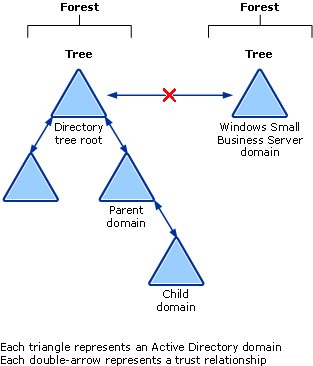 Forest
Forest
Tree
Tree
Directory
tree root
Windows Small
Business Server
domain
Parent
domain
Child
domain
Each triangle represents an Active Directory domain
Each double-arrow represents a trust relationship